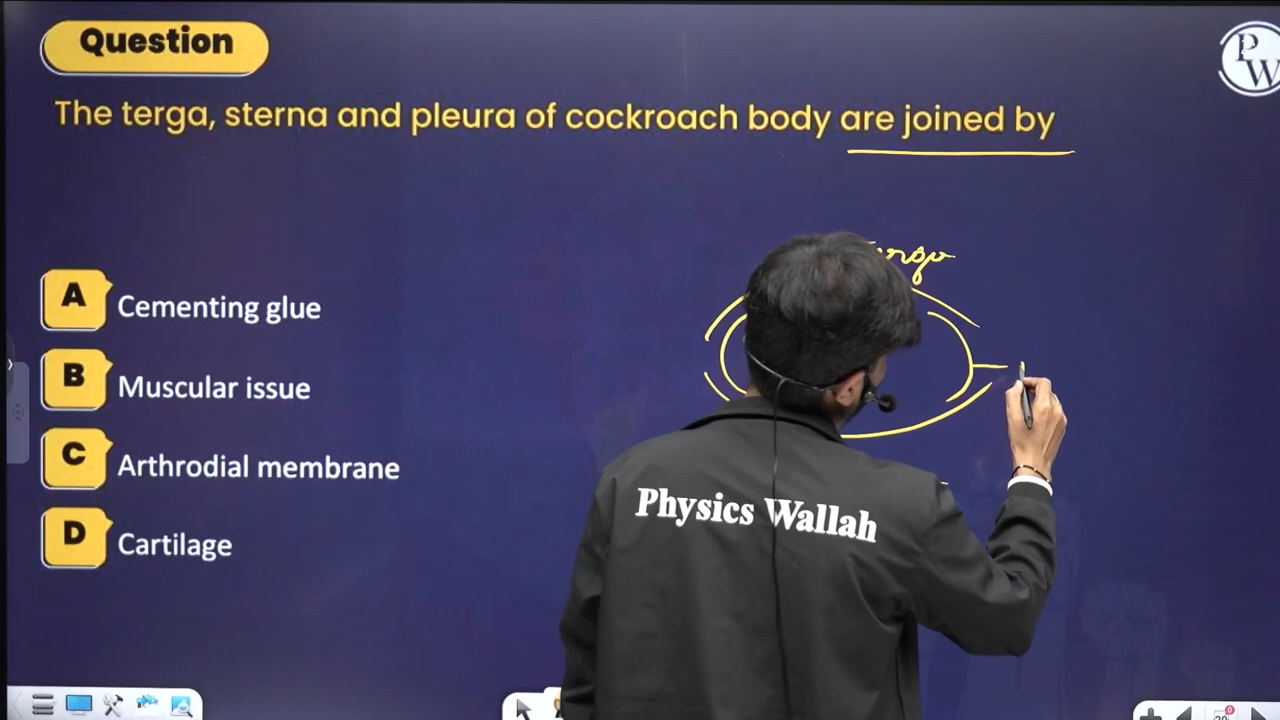 Question
PW
The terga, sterna and pleura of cockroach body are joined by
A Cementing glue
B Muscular issue
C Arthrodial membrane
D Cartilage
Physics Wallah